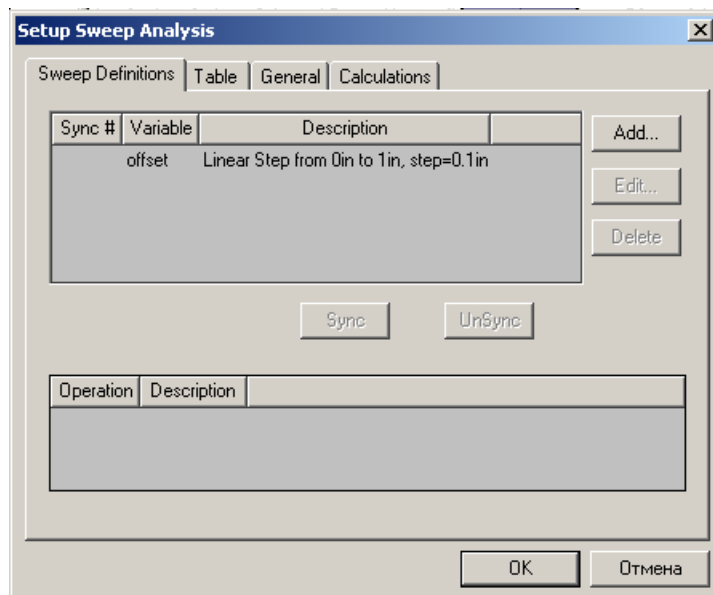 Setup Sweep Analysis
Sweep Definitions Table General Calculations
Sync # Variable Description
Add...
offset Linear Step from 0in to 1in, step=0.1in
Edit...
Delete
Sync UnSync
Operation Description
OK Отмена